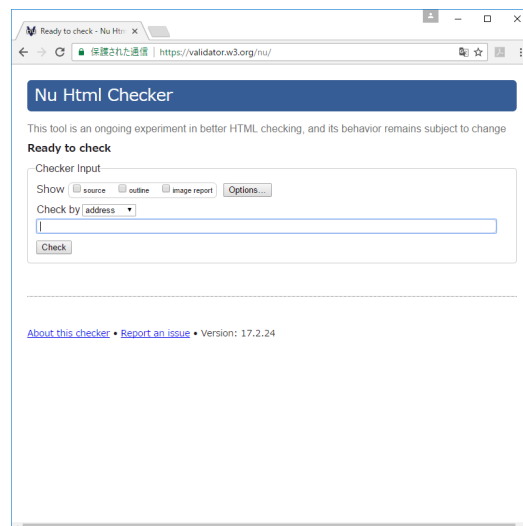 Ready to check - Nu Htm
保護された通信 | https://validator.w3.org/nu/
Nu Html Checker
This tool is an ongoing experiment in better HTML checking, and its behavior remains subject to change
Ready to check
Checker Input
Show source outline image report Options...
Check by address
Check
About this checker • Report an issue • Version: 17.2.24